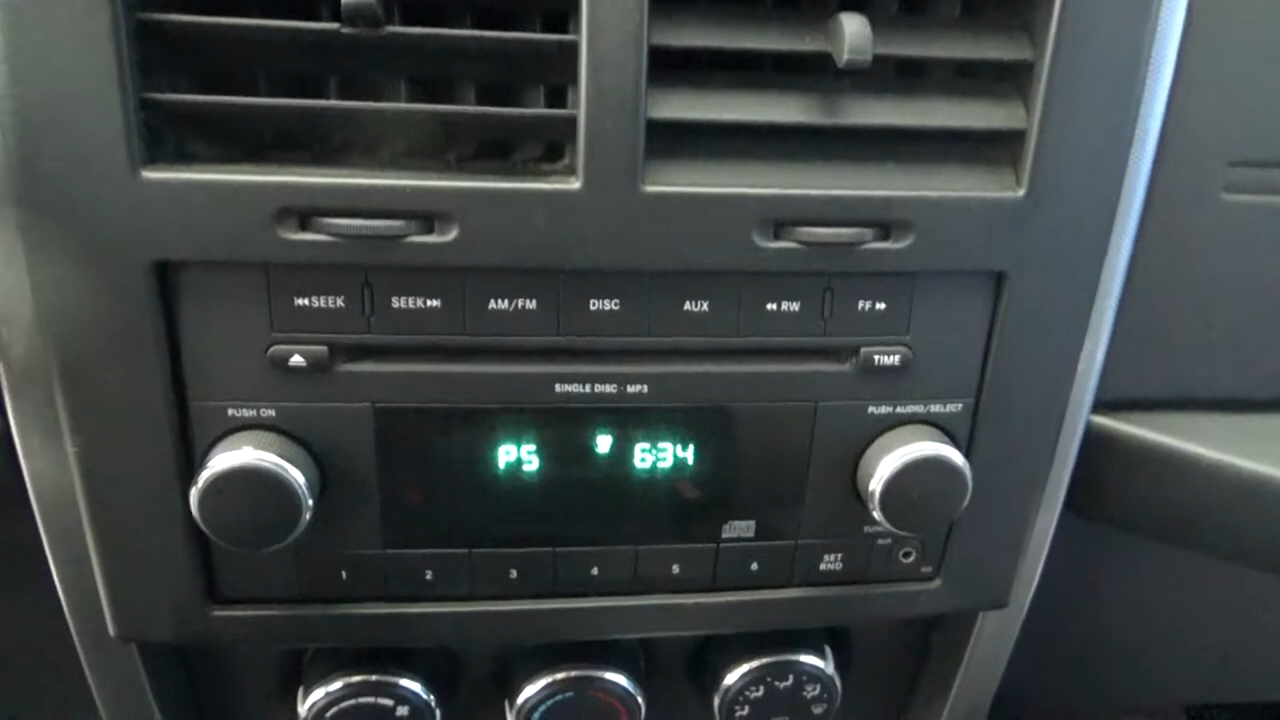 SEEK
SEEK
AM/FM
DISC
AUX
RW
FF
TIME
SINGLE DISC · MP3
PUSH ON
PUSH AUDIO/SELECT
6:34
1
2
3
4
5
6
SET
RND